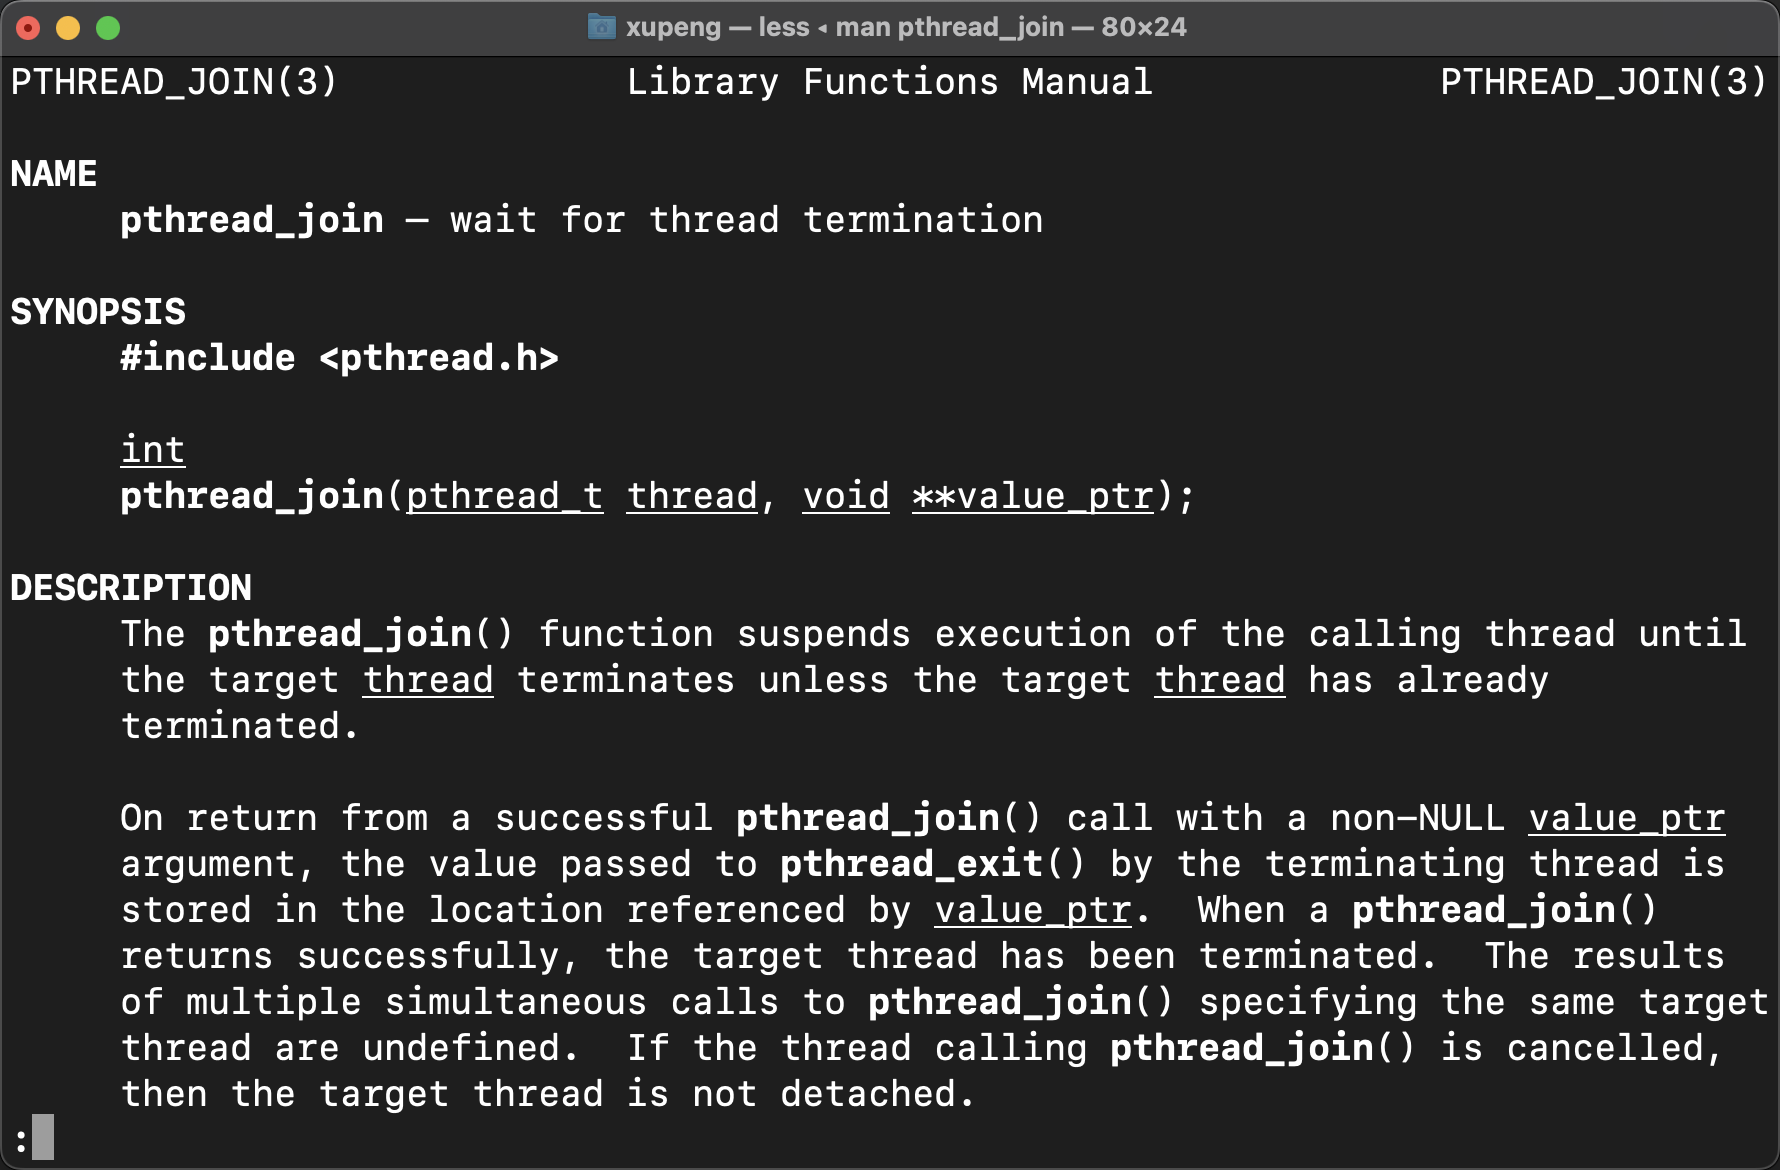 xupeng — less ◂ man pthread_join — 80×24
PTHREAD_JOIN(3) Library Functions Manual PTHREAD_JOIN(3)
NAME
pthread_join – wait for thread termination
SYNOPSIS
#include <pthread.h>
int
pthread_join(pthread_t thread, void **value_ptr);
DESCRIPTION
The pthread_join() function suspends execution of the calling thread until
the target thread terminates unless the target thread has already
terminated.
On return from a successful pthread_join() call with a non-NULL value_ptr
argument, the value passed to pthread_exit() by the terminating thread is
stored in the location referenced by value_ptr.  When a pthread_join()
returns successfully, the target thread has been terminated.  The results
of multiple simultaneous calls to pthread_join() specifying the same target
thread are undefined.  If the thread calling pthread_join() is cancelled,
then the target thread is not detached.
: